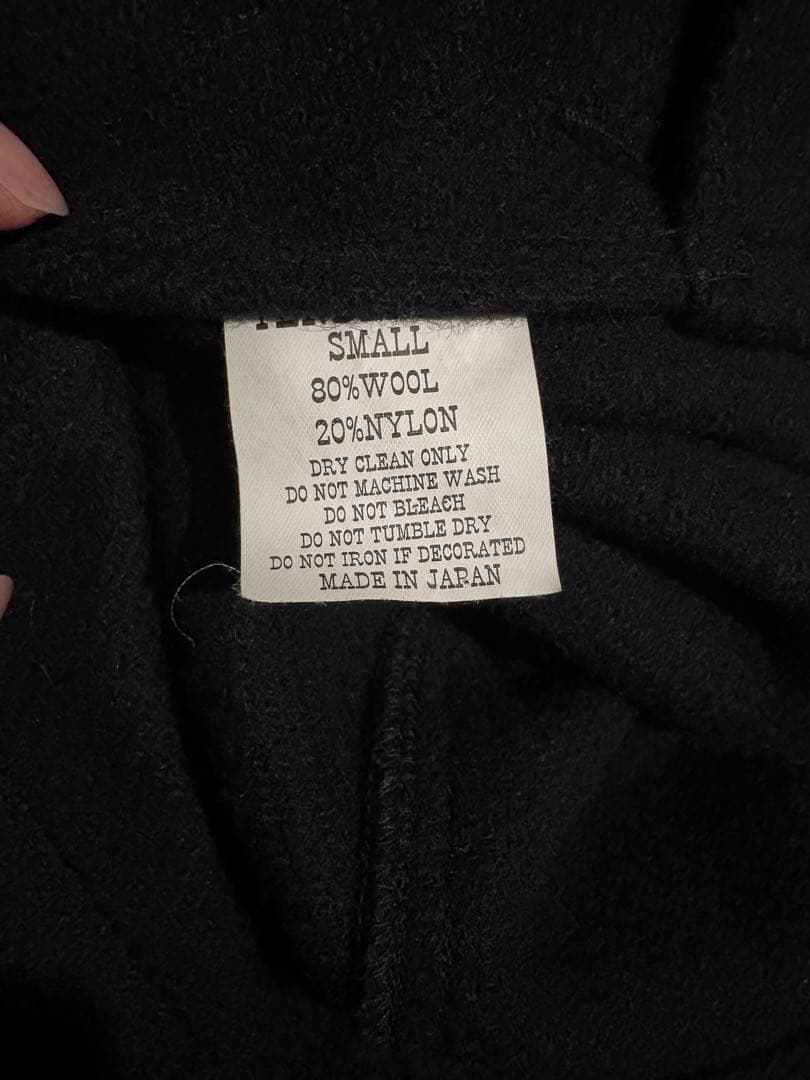 SMALL
80%WOOL
20%NYLON
DRY CLEAN ONLY
DO NOT MACHINE WASH
DO NOT BLEACH
DO NOT TUMBLE DRY
DO NOT IRON IF DECORATED
MADE IN JAPAN